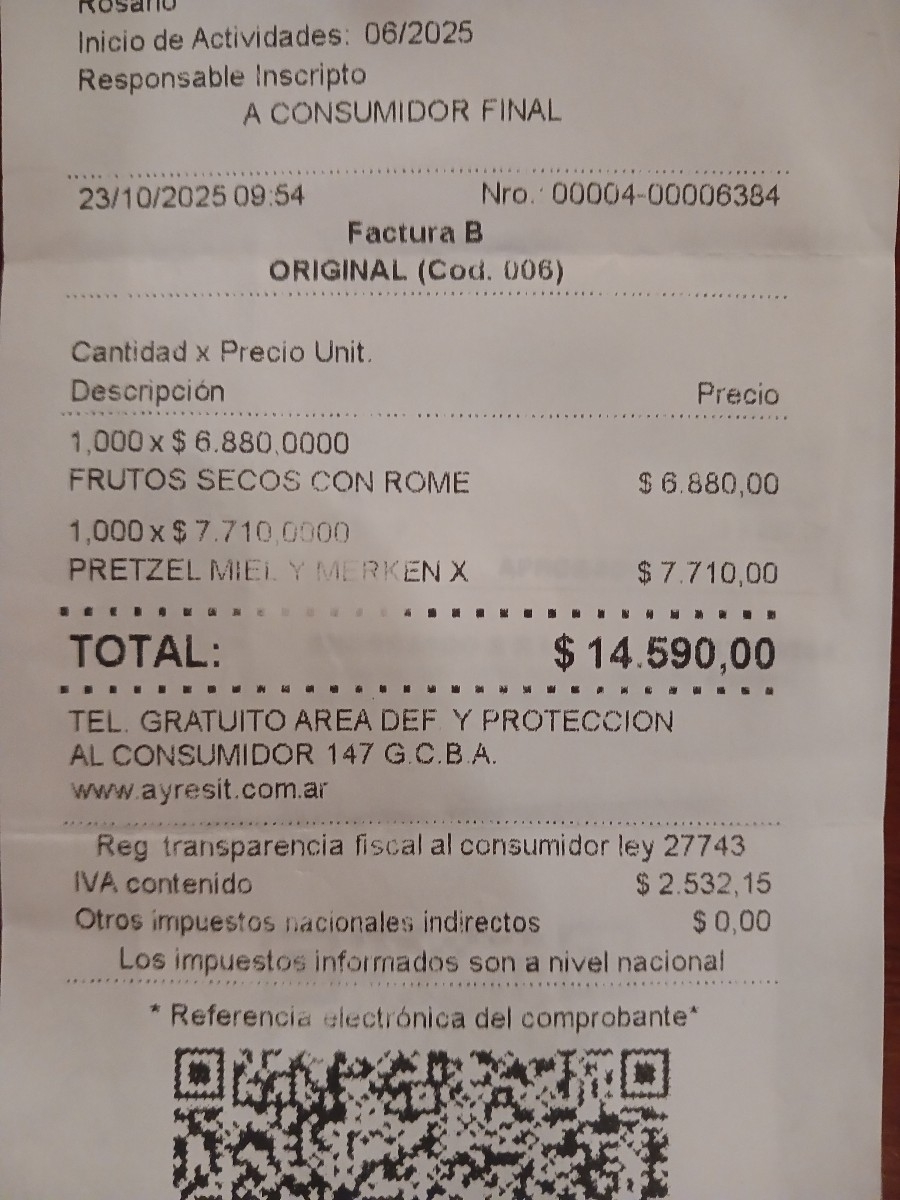 Rosario
Inicio de Actividades: 06/2025
Responsable Inscripto
A CONSUMIDOR FINAL
23/10/2025 09:54 Nro.: 00004-00006384
Factura B
ORIGINAL (Cod. 006)
Cantidad x Precio Unit.
Descripción Precio
1,000 x $ 6.880,0000
FRUTOS SECOS CON ROME $ 6.880,00
1,000 x $ 7.710,0000
PRETZEL MIEL Y MERKEN X $ 7.710,00
TOTAL: $ 14.590,00
TEL. GRATUITO AREA DEF. Y PROTECCION
AL CONSUMIDOR 147 G.C.B.A.
www.ayresit.com.ar
Reg transparencia fiscal al consumidor ley 27743
IVA contenido $ 2.532,15
Otros impuestos nacionales indirectos $ 0,00
Los impuestos informados son a nivel nacional
* Referencia electrónica del comprobante*